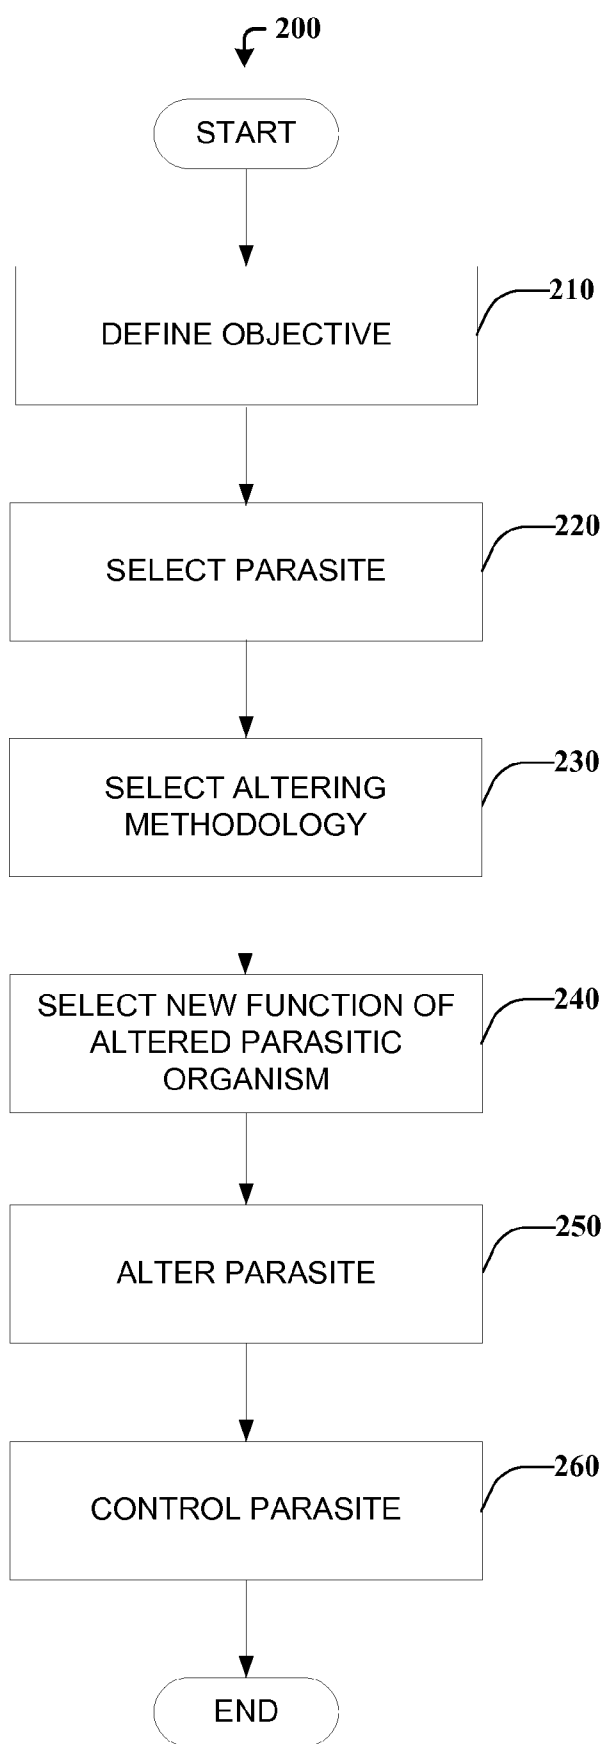 200
START
210
DEFINE OBJECTIVE
220
SELECT PARASITE
230
SELECT ALTERING
METHODOLOGY
240
SELECT NEW FUNCTION OF
ALTERED PARASITIC
ORGANISM
250
ALTER PARASITE
260
CONTROL PARASITE
END